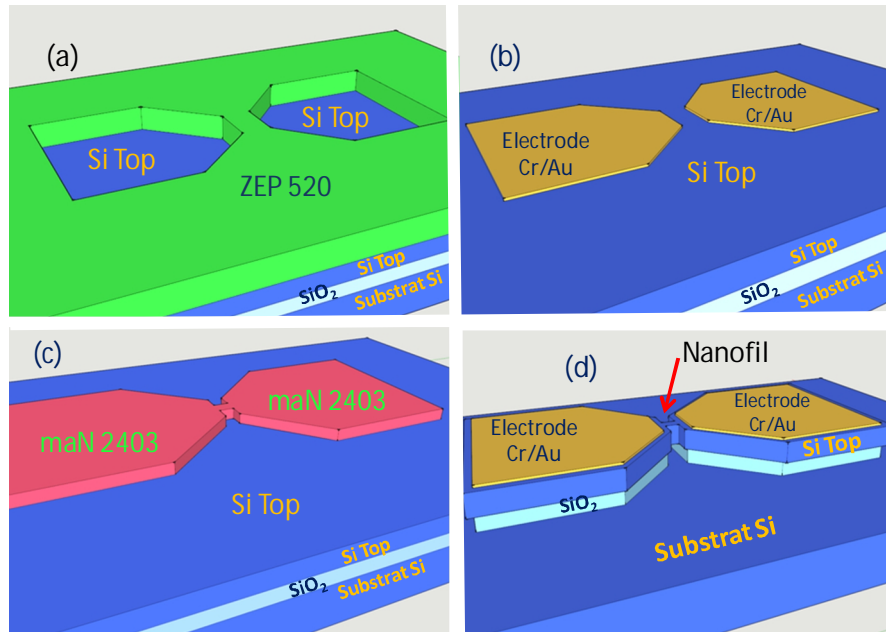 (a)
Si Top
Si Top
ZEP 520
Si Top
SiO₂
Substrat Si
(b)
Electrode
Cr/Au
Electrode
Cr/Au
Si Top
Si Top
SiO₂
Substrat Si
(c)
maN 2403
maN 2403
Si Top
Si Top
SiO₂
Substrat Si
Nanofil
(d)
Electrode
Cr/Au
Electrode
Cr/Au
Si Top
SiO₂
Substrat Si